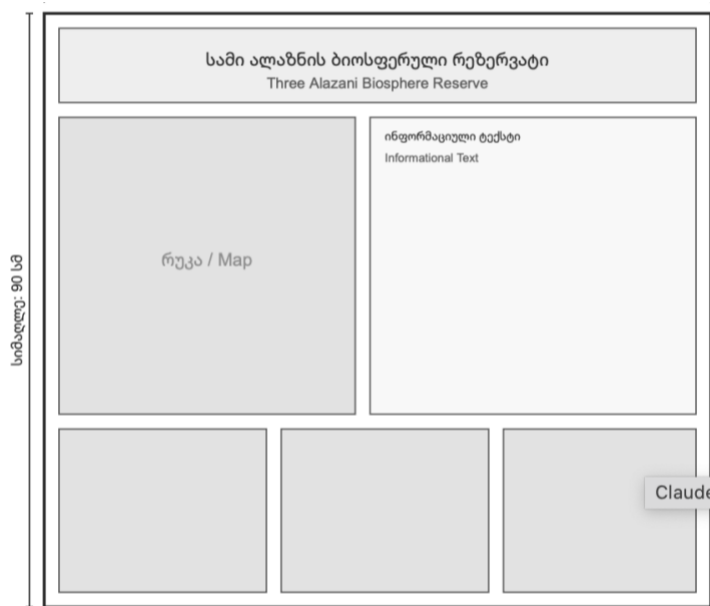 სამი ალაზნის ბიოსფერული რეზერვატი
Three Alazani Biosphere Reserve
რუკა / Map
ინფორმაციული ტექსტი
Informational Text
სიმაღლე: 90 სმ
Claude